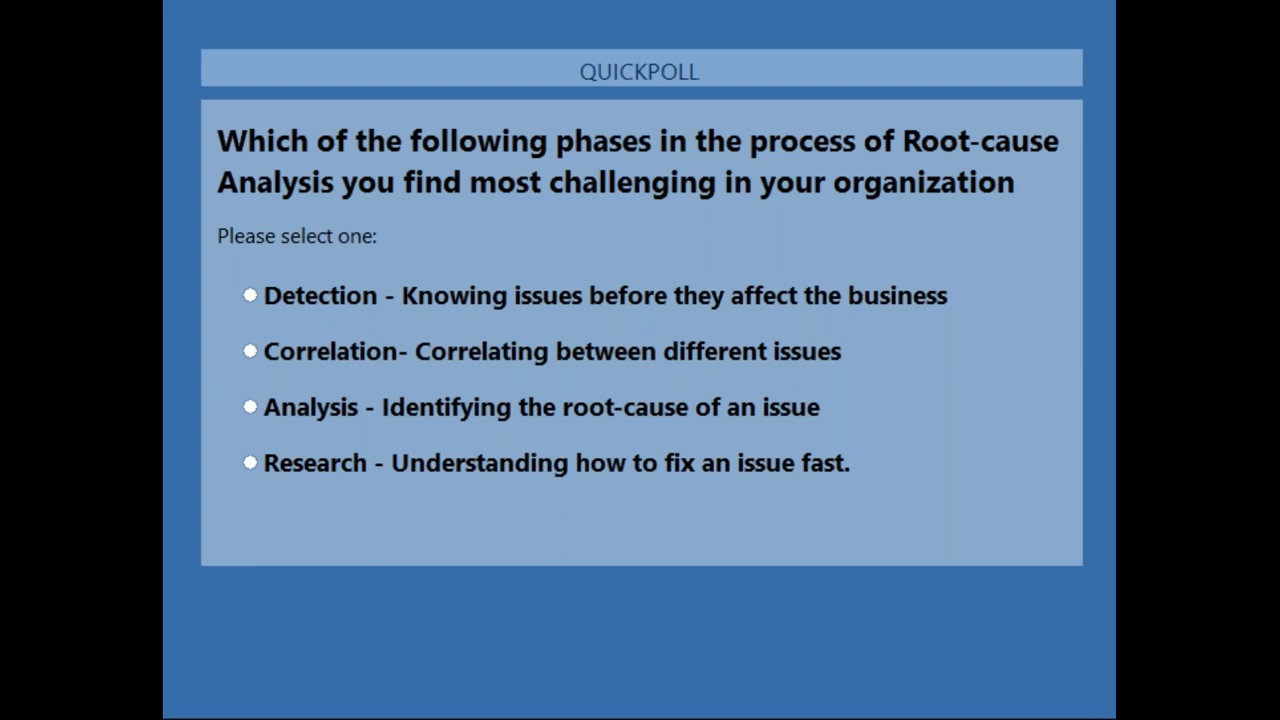 QUICKPOLL
Which of the following phases in the process of Root-cause
Analysis you find most challenging in your organization
Please select one:
Detection - Knowing issues before they affect the business
Correlation- Correlating between different issues
Analysis - Identifying the root-cause of an issue
Research - Understanding how to fix an issue fast.